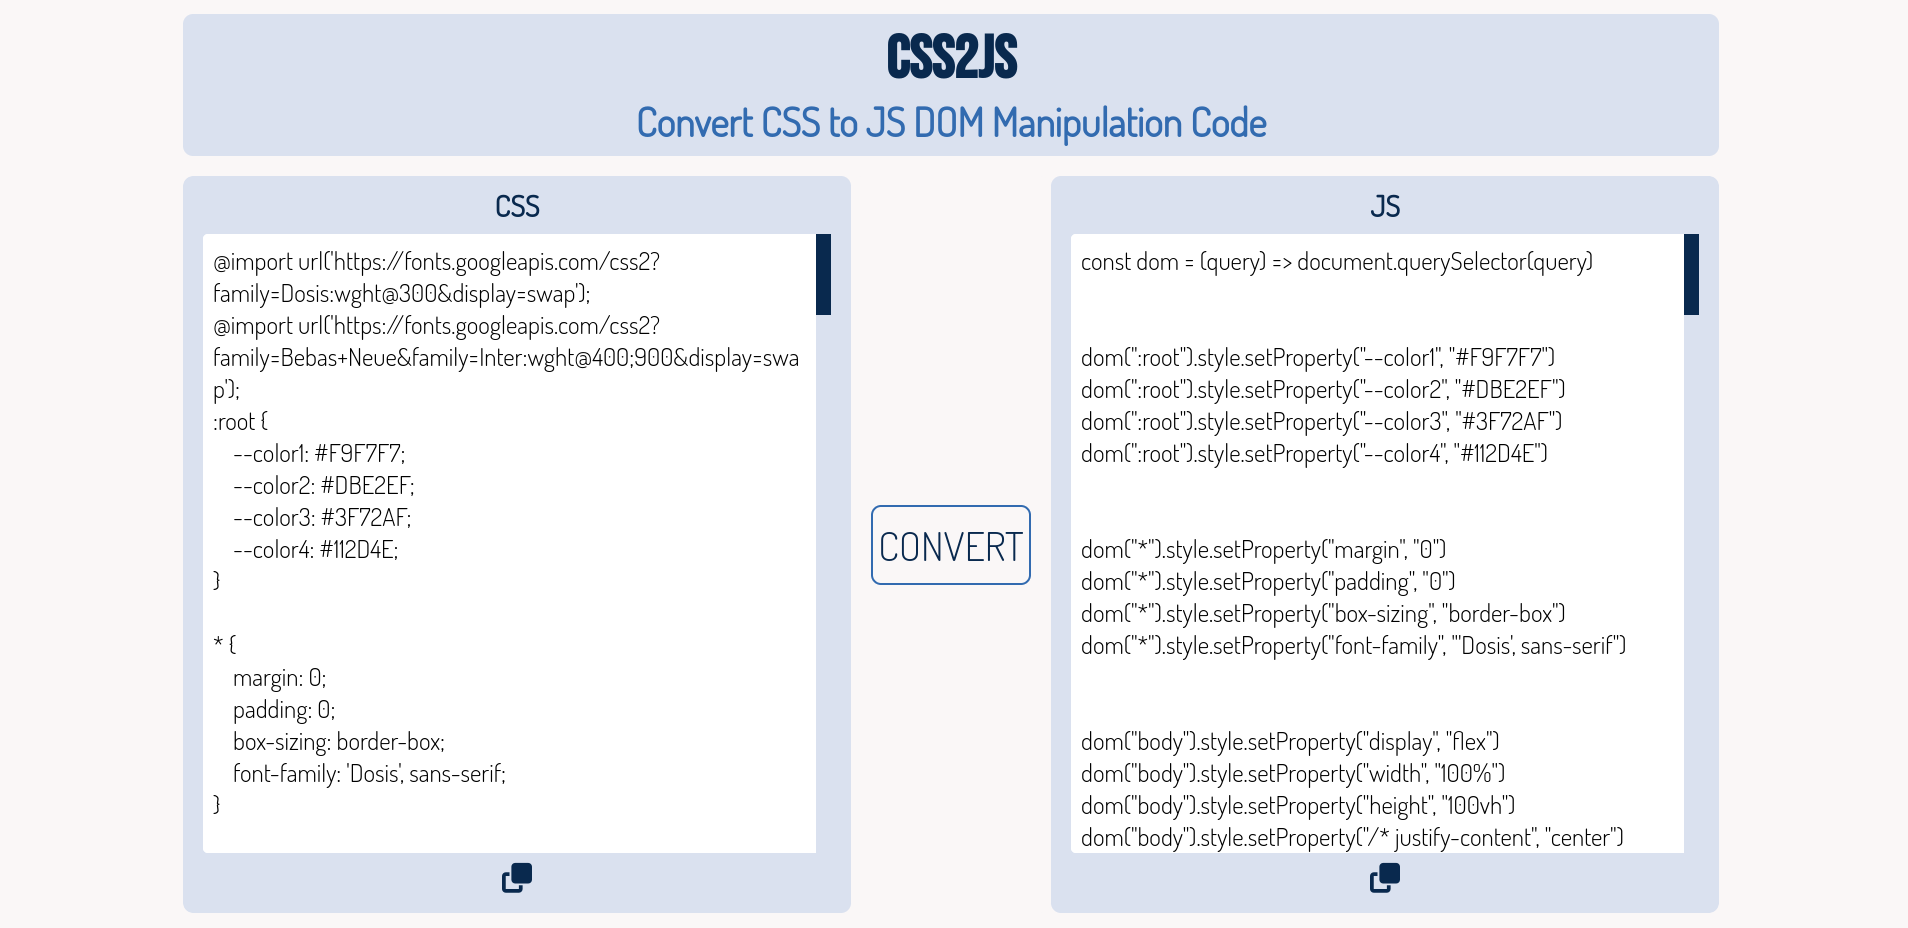 CSS2JS
Convert CSS to JS DOM Manipulation Code
CSS
@import url('https://fonts.googleapis.com/css2?
family=Dosis:wght@300&display=swap');
@import url('https://fonts.googleapis.com/css2?
family=Bebas+Neue&family=Inter:wght@400;900&display=swa
p');
:root {
    --color1: #F9F7F7;
    --color2: #DBE2EF;
    --color3: #3F72AF;
    --color4: #112D4E;
}
* {
    margin: 0;
    padding: 0;
    box-sizing: border-box;
    font-family: 'Dosis', sans-serif;
}
CONVERT
JS
const dom = (query) => document.querySelector(query)
dom(":root").style.setProperty("--color1", "#F9F7F7")
dom(":root").style.setProperty("--color2", "#DBE2EF")
dom(":root").style.setProperty("--color3", "#3F72AF")
dom(":root").style.setProperty("--color4", "#112D4E")
dom("*").style.setProperty("margin", "0")
dom("*").style.setProperty("padding", "0")
dom("*").style.setProperty("box-sizing", "border-box")
dom("*").style.setProperty("font-family", "'Dosis', sans-serif")
dom("body").style.setProperty("display", "flex")
dom("body").style.setProperty("width", "100%")
dom("body").style.setProperty("height", "100vh")
dom("body").style.setProperty("/* justify-content", "center")